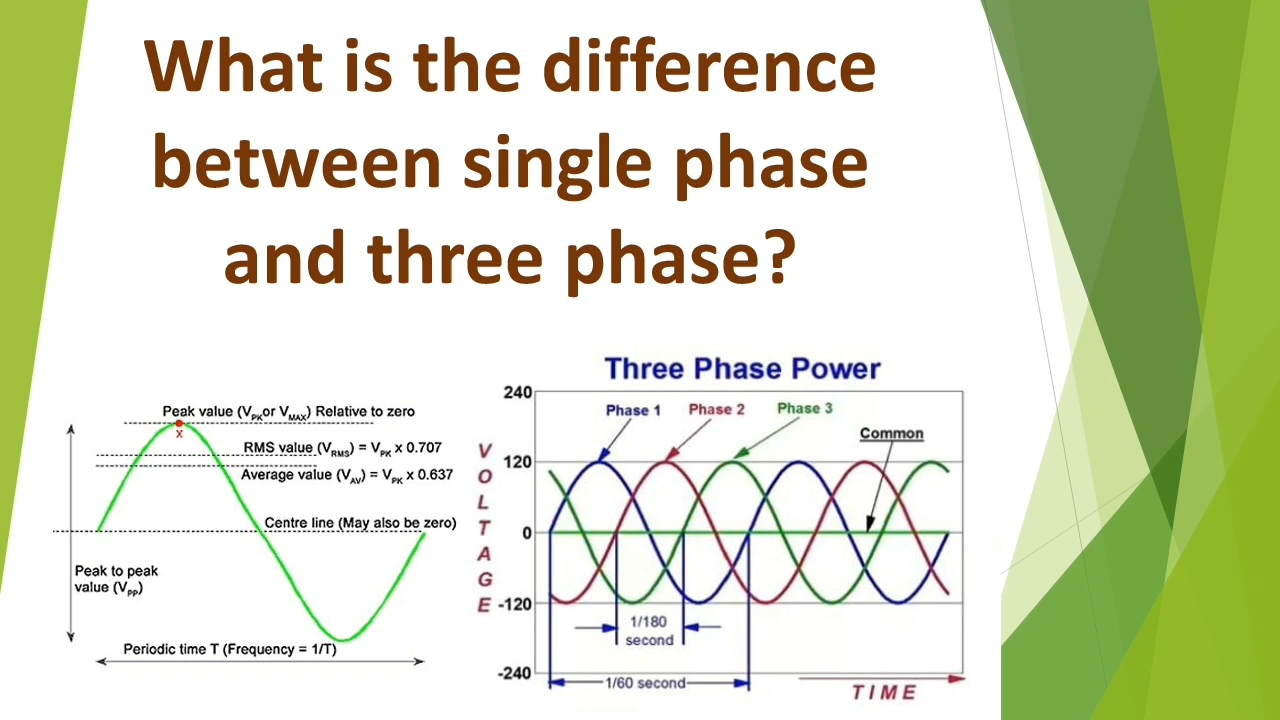 What is the difference
between single phase
and three phase?
Peak value (VPK or VMAX) Relative to zero
x
RMS value (VRMS) = VPK x 0.707
Average value (VAV) = VPK x 0.637
Centre line (May also be zero)
Peak to peak
value (VPP)
Periodic time T (Frequency = 1/T)
Three Phase Power
240
Phase 1
Phase 2
Phase 3
Common
120
0
-120
-240
VOLTAGE
1/180
second
1/60 second
TIME